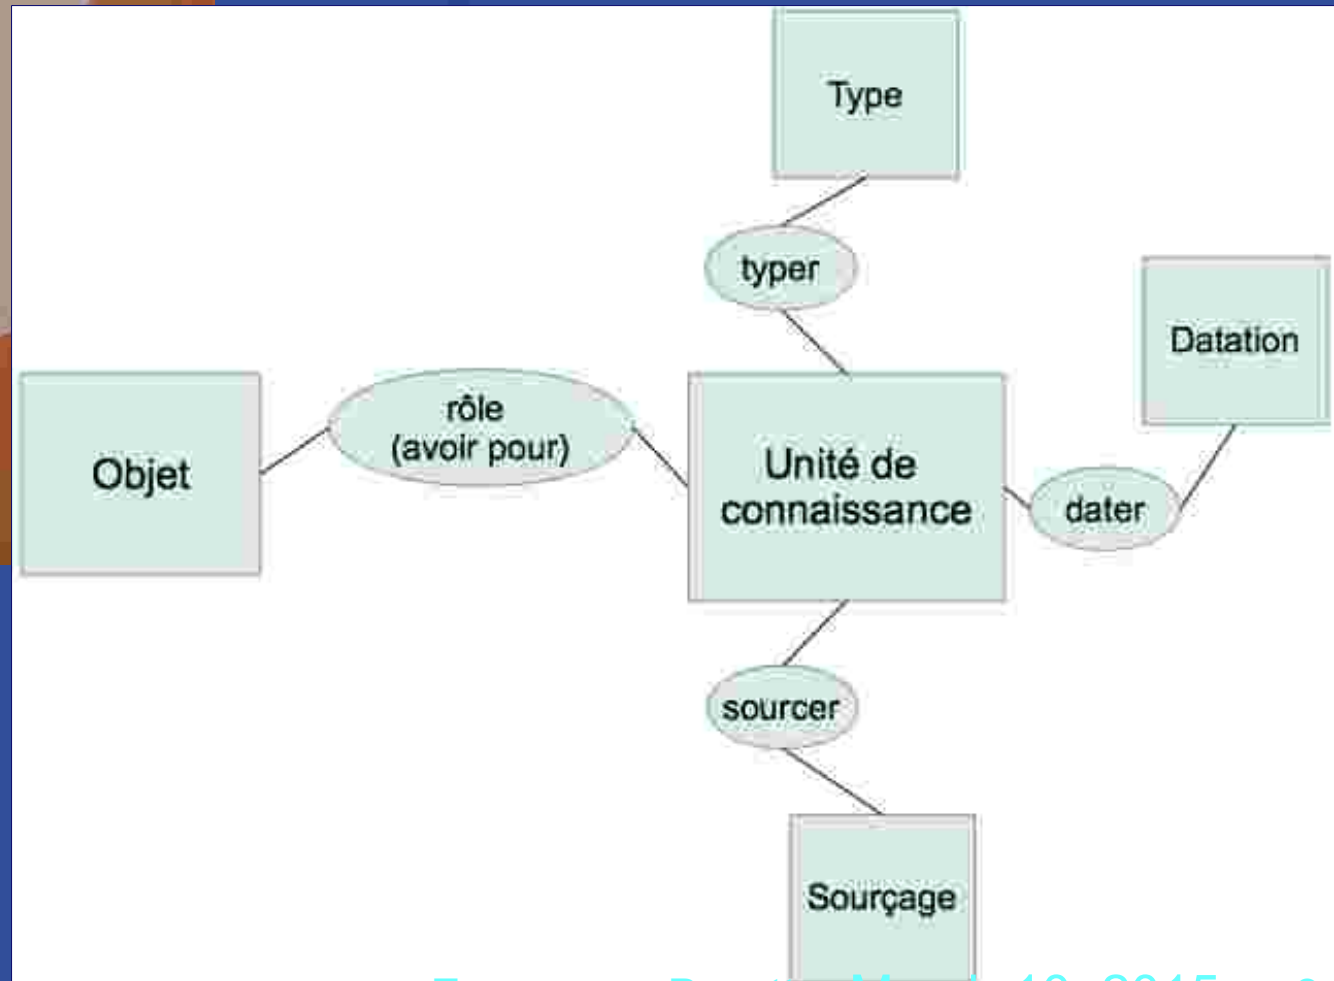 Type
typer
Datation
rôle
(avoir pour)
Objet
Unité de
connaissance
dater
sourcer
Sourçage